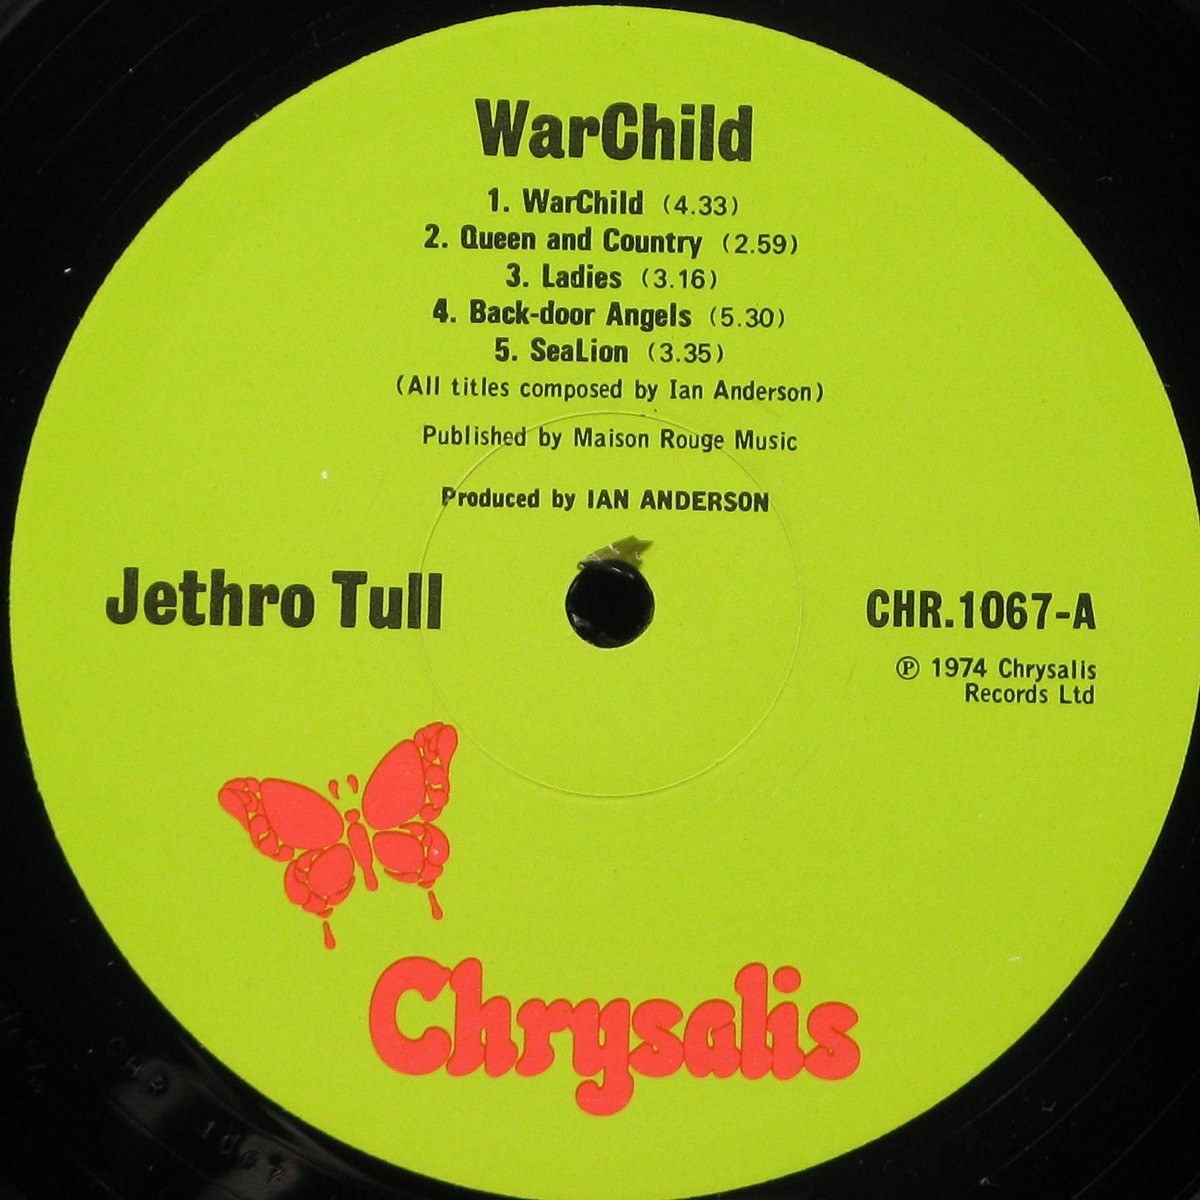 WarChild
1. WarChild (4.33)
2. Queen and Country (2.59)
3. Ladies (3.16)
4. Back-door Angels (5.30)
5. SeaLion (3.35)
(All titles composed by Ian Anderson)
Published by Maison Rouge Music
Produced by IAN ANDERSON
Jethro Tull
CHR.1067-A
℗ 1974 Chrysalis
Records Ltd
Chrysalis